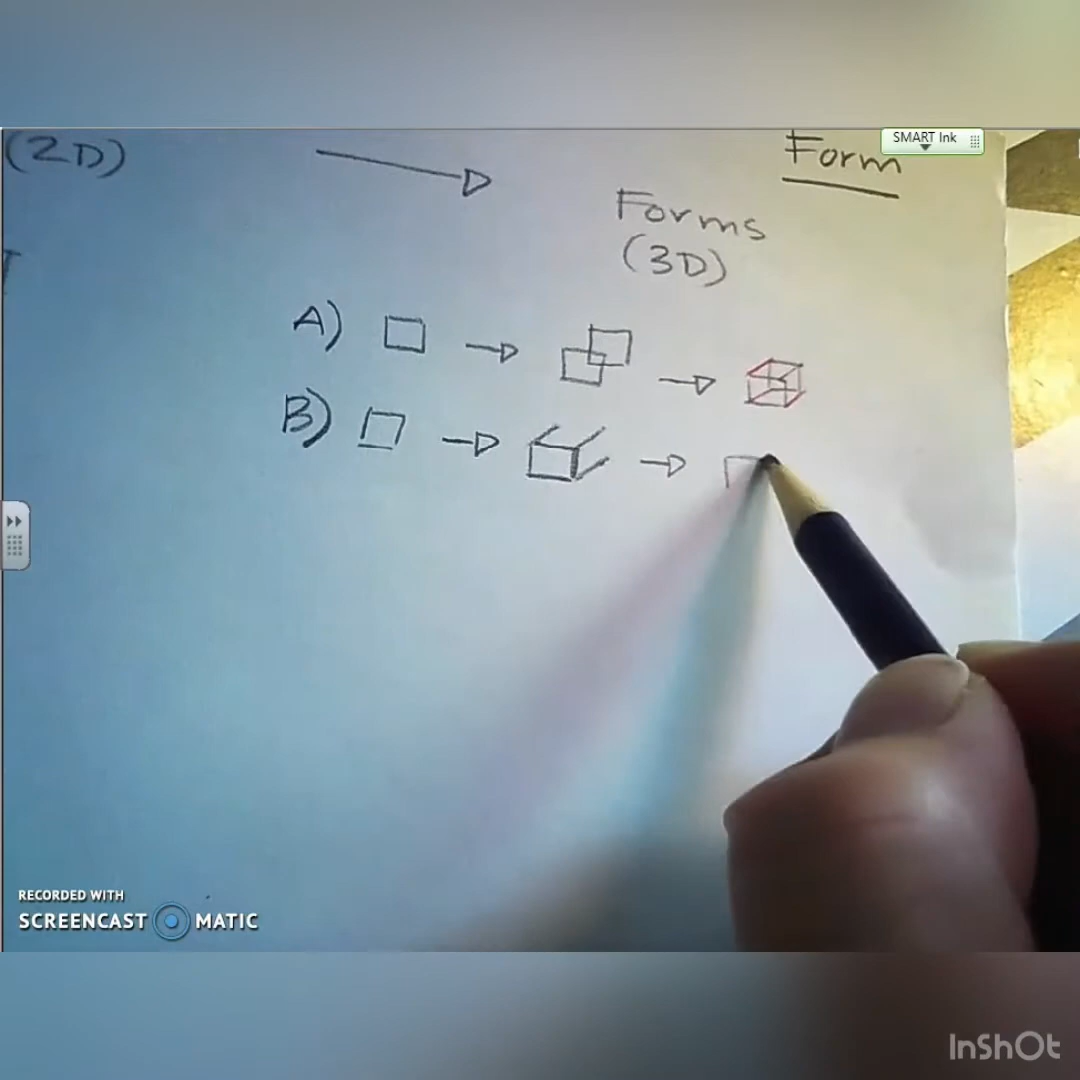 (2D)
SMART Ink
Form
Forms
(3D)
A)
B)
RECORDED WITH
SCREENCAST MATIC
InShOt